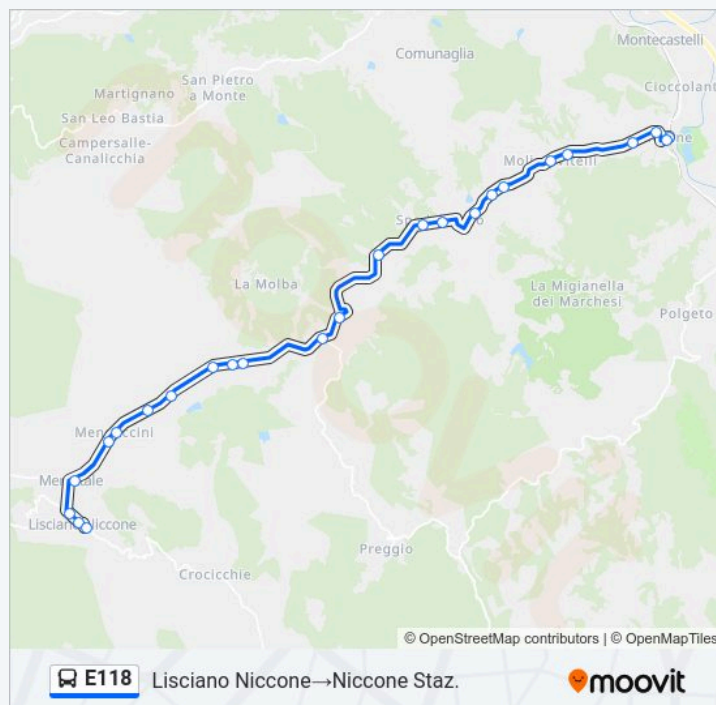 Montecastelli
Comunaglia
San Pietro
a Monte
Martignano
Cioccolant
San Leo Bastia
Campersalle-
Canalicchia
La Molba
La Migianella
dei Marchesi
Polgeto
Lisciano Niccone
Preggio
Crocicchie
© OpenStreetMap contributors | © OpenMapTiles
E118 Lisciano Niccone→Niccone Staz.
moovit